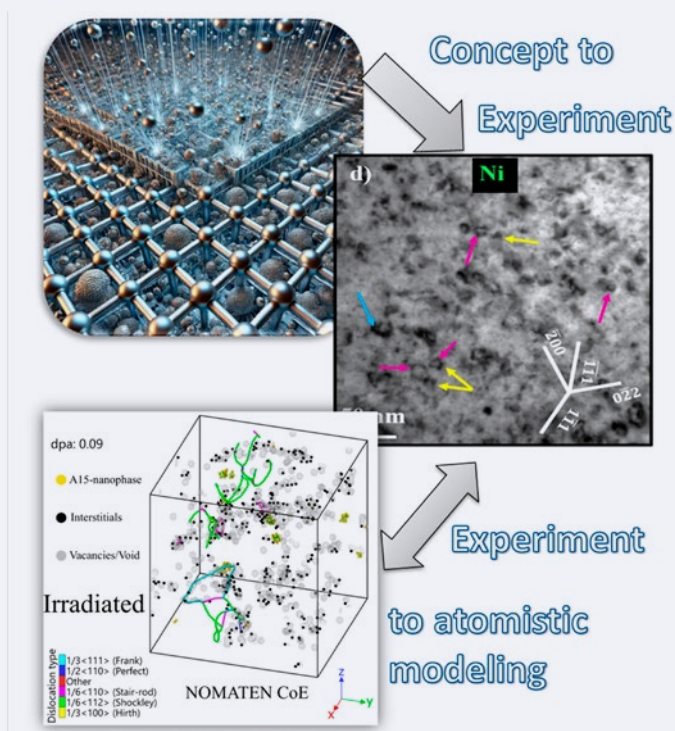 Concept to
Experiment
d)
Ni
200
111
022
111
50 nm
dpa: 0.09
A15-nanophase
Interstitials
Vacancies/Void
Irradiated
Dislocation type
1/3<111> (Frank)
1/2<110> (Perfect)
Other
1/6<110> (Stair-rod)
1/6<112> (Shockley)
1/3<100> (Hirth)
NOMATEN CoE
z
y
x
Experiment
to atomistic
modeling